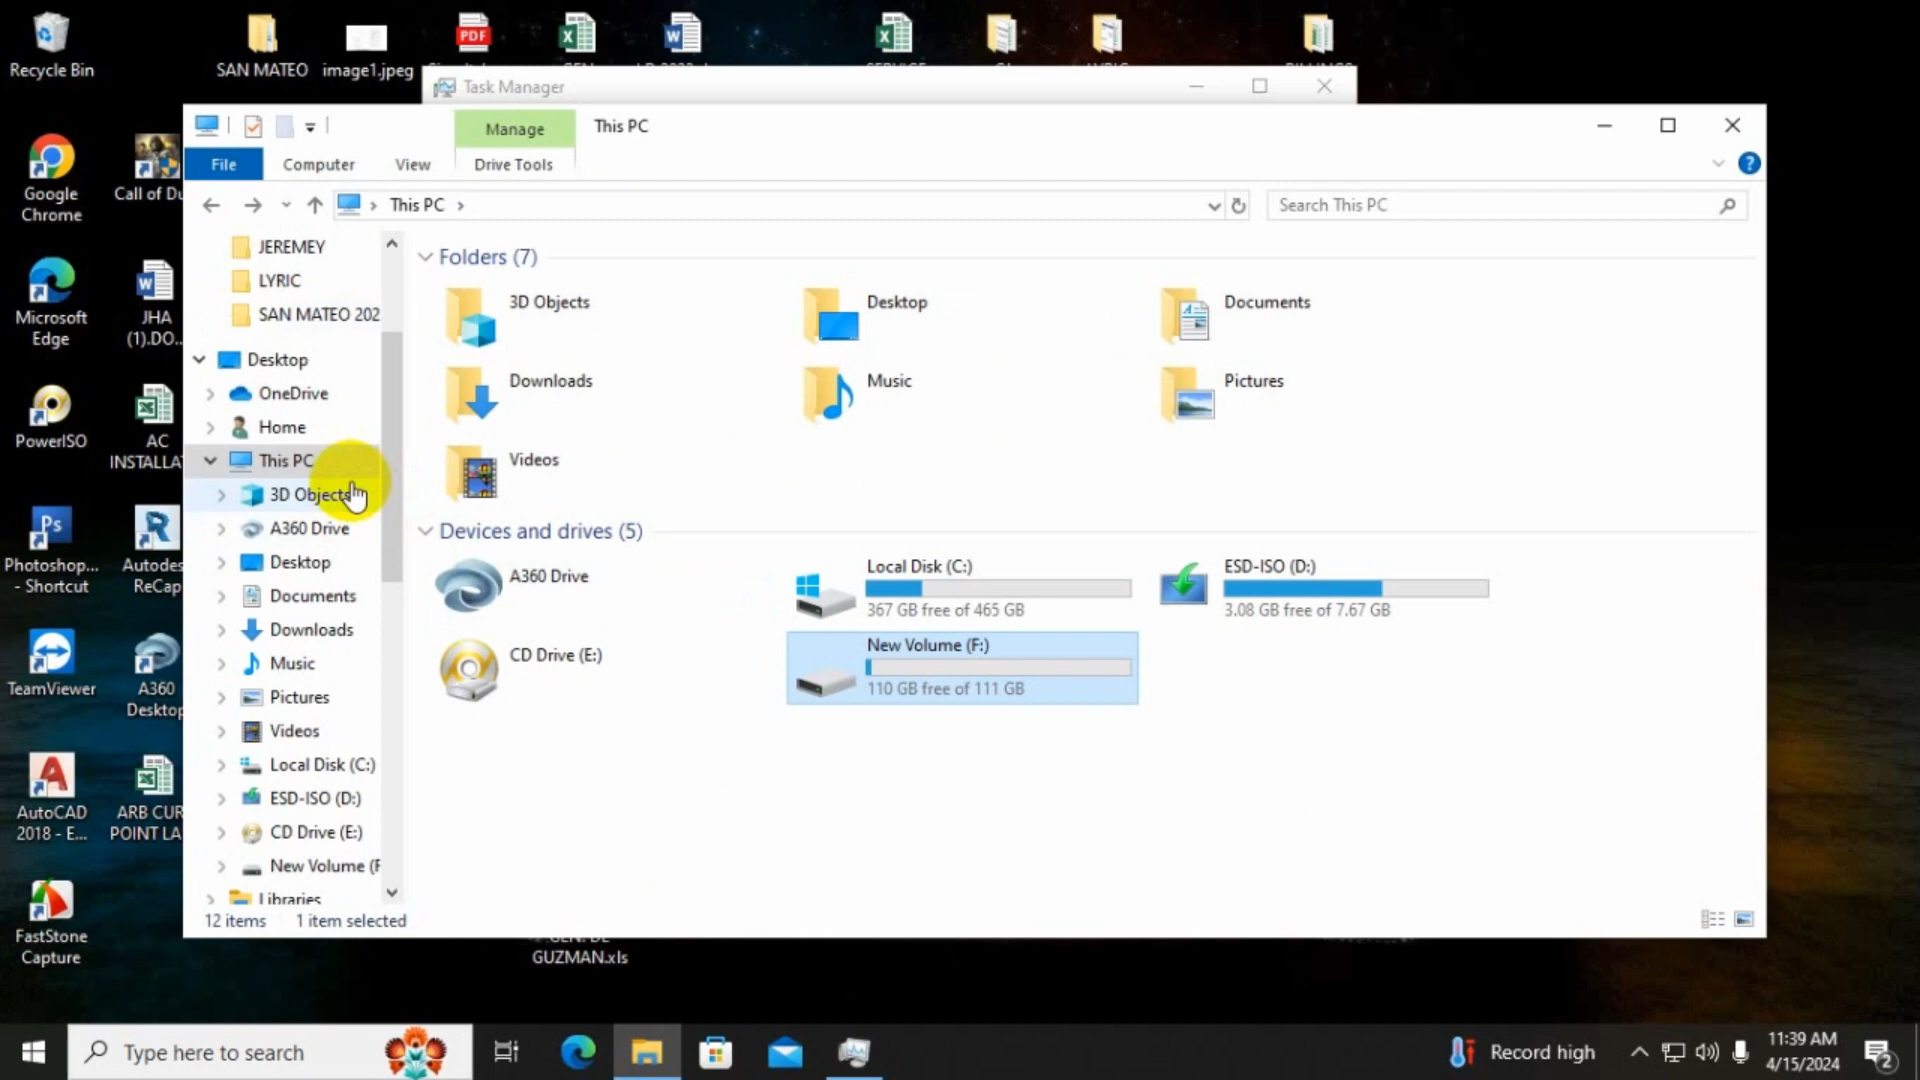 Recycle Bin
SAN MATEO
image1.jpeg
Task Manager
Manage
This PC
File
Computer
View
Drive Tools
This PC
Search This PC
JEREMEY
LYRIC
SAN MATEO 202
Desktop
OneDrive
Home
This PC
3D Objects
A360 Drive
Desktop
Documents
Downloads
Music
Pictures
Videos
Local Disk (C:)
ESD-ISO (D:)
CD Drive (E:)
New Volume (F
Libraries
12 items
1 item selected
Folders (7)
3D Objects
Desktop
Documents
Downloads
Music
Pictures
Videos
Devices and drives (5)
A360 Drive
Local Disk (C:)
367 GB free of 465 GB
ESD-ISO (D:)
3.08 GB free of 7.67 GB
CD Drive (E:)
New Volume (F:)
110 GB free of 111 GB
Google
Chrome
Call of Du
Microsoft
Edge
JHA
(1).DO...
PowerISO
AC
INSTALLA
Photoshop...
- Shortcut
Autodes
ReCap
TeamViewer
A360
Desktop
AutoCAD
2018 - E...
ARB CUR
POINT LA
FastStone
Capture
GUZMAN.xls
Type here to search
Record high
11:39 AM
4/15/2024
2